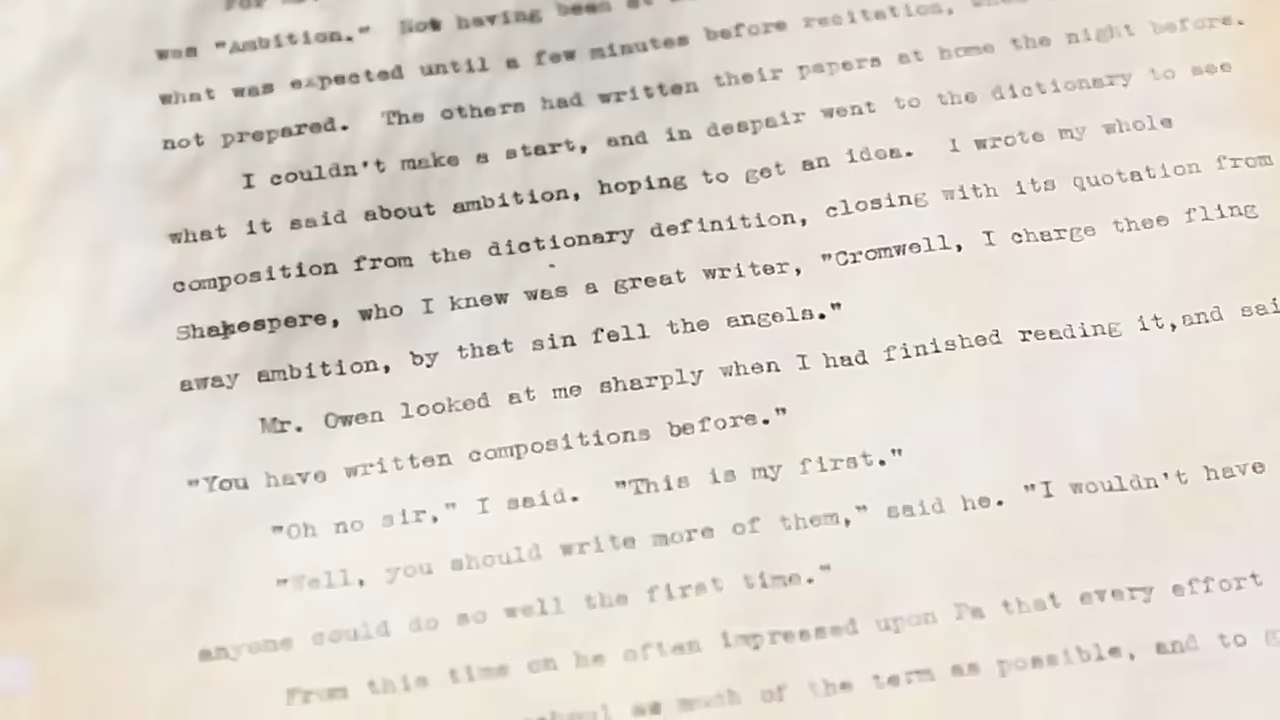 was "Ambition." Not having been at
what was expected until a few minutes before recitation,
not prepared. The others had written their papers at home the night before.
I couldn't make a start, and in despair went to the dictionary to see
what it said about ambition, hoping to get an idea. I wrote my whole
composition from the dictionary definition, closing with its quotation from
Shakespere, who I knew was a great writer, "Cromwell, I charge thee fling
away ambition, by that sin fell the angels."
Mr. Owen looked at me sharply when I had finished reading it,and sai
"You have written compositions before."
"Oh no sir," I said. "This is my first."
"Well, you should write more of them," said he. "I wouldn't have
anyone could do so well the first time."
From this time on he often impressed upon Pa that every effort
as much of the term as possible, and to